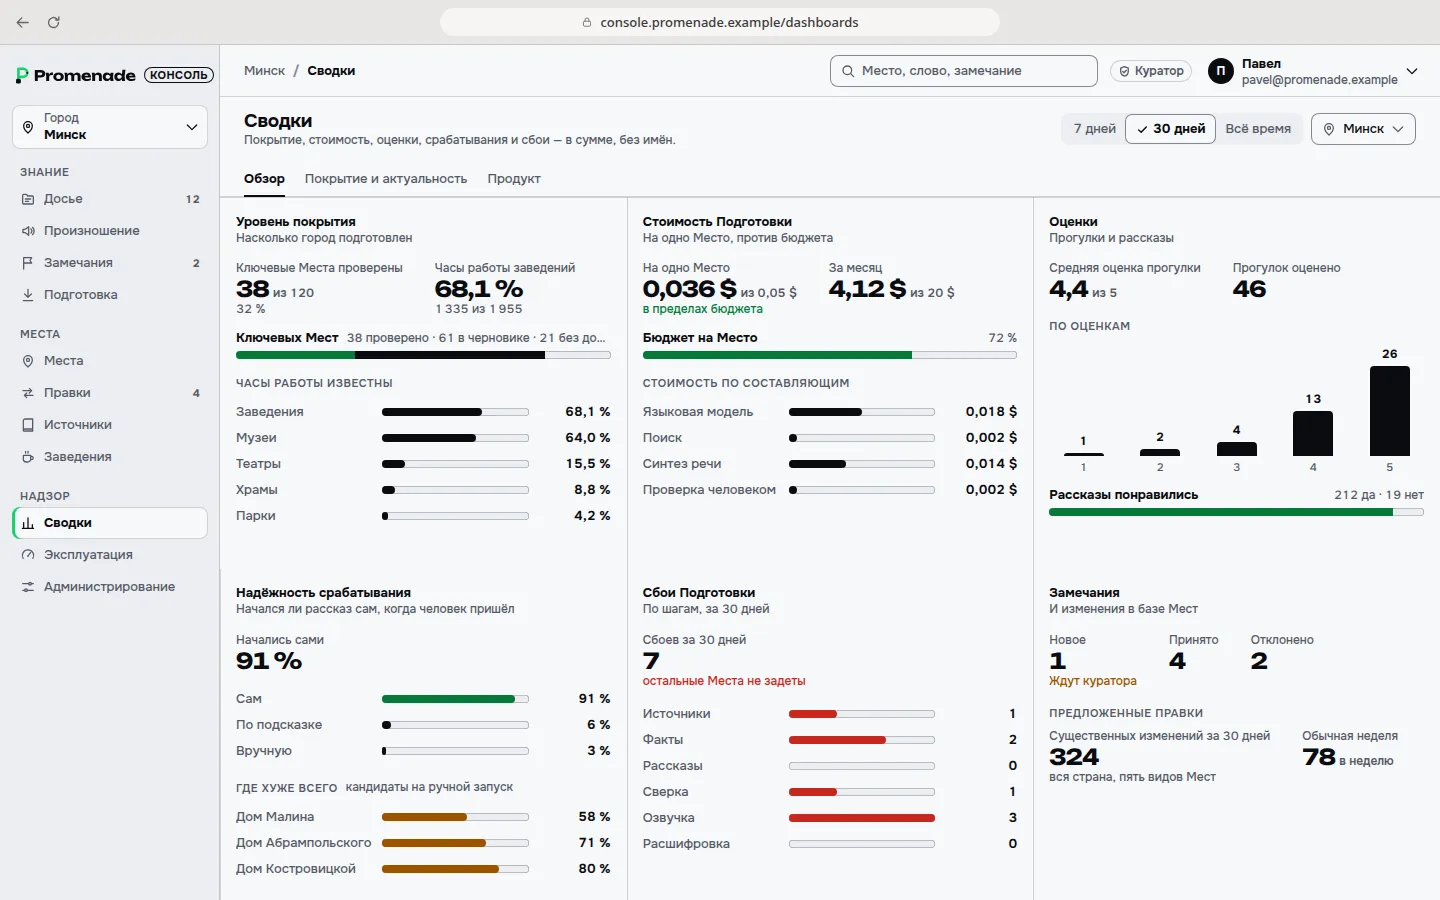 console.promenade.example/dashboards
Promenade КОНСОЛЬ
Город
Минск
ЗНАНИЕ
Досье 12
Произношение
Замечания 2
Подготовка
МЕСТА
Места
Правки 4
Источники
Заведения
НАДЗОР
Сводки
Эксплуатация
Администрирование
Минск / Сводки
Место, слово, замечание
Куратор
П
Павел
pavel@promenade.example
Сводки
Покрытие, стоимость, оценки, срабатывания и сбои — в сумме, без имён.
7 дней 30 дней Всё время
Минск
Обзор Покрытие и актуальность Продукт
Уровень покрытия
Насколько город подготовлен
Ключевые Места проверены
38 из 120
32 %
Часы работы заведений
68,1 %
1 335 из 1 955
Ключевых Мест 38 проверено · 61 в черновике · 21 без до…
ЧАСЫ РАБОТЫ ИЗВЕСТНЫ
Заведения 68,1 %
Музеи 64,0 %
Театры 15,5 %
Храмы 8,8 %
Парки 4,2 %
Стоимость Подготовки
На одно Место, против бюджета
На одно Место
0,036 $ из 0,05 $
в пределах бюджета
За месяц
4,12 $ из 20 $
Бюджет на Место 72 %
СТОИМОСТЬ ПО СОСТАВЛЯЮЩИМ
Языковая модель 0,018 $
Поиск 0,002 $
Синтез речи 0,014 $
Проверка человеком 0,002 $
Оценки
Прогулки и рассказы
Средняя оценка прогулки
4,4 из 5
Прогулок оценено
46
ПО ОЦЕНКАМ
1 2 4 13 26
1 2 3 4 5
Рассказы понравились 212 да · 19 нет
Надёжность срабатывания
Начался ли рассказ сам, когда человек пришёл
Начались сами
91 %
Сам 91 %
По подсказке 6 %
Вручную 3 %
ГДЕ ХУЖЕ ВСЕГО кандидаты на ручной запуск
Дом Малина 58 %
Дом Абрампольского 71 %
Дом Костровицкой 80 %
Сбои Подготовки
По шагам, за 30 дней
Сбоев за 30 дней
7
остальные Места не задеты
Источники 1
Факты 2
Рассказы 0
Сверка 1
Озвучка 3
Расшифровка 0
Замечания
И изменения в базе Мест
Новое
1
Ждут куратора
Принято
4
Отклонено
2
ПРЕДЛОЖЕННЫЕ ПРАВКИ
Существенных изменений за 30 дней
324
вся страна, пять видов Мест
Обычная неделя
78 в неделю